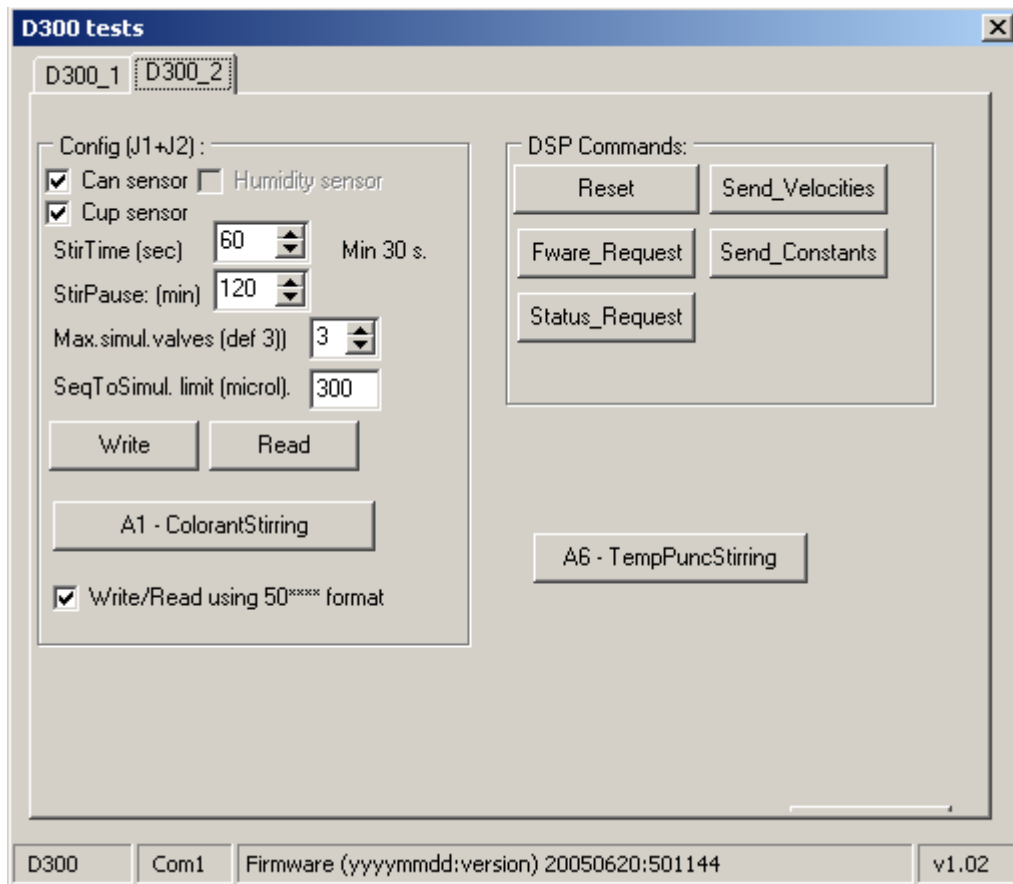 D300 tests
D300_1 D300_2
Config (J1+J2) :
Can sensor Humidity sensor
Cup sensor
StirTime (sec) 60 Min 30 s.
StirPause: (min) 120
Max.simul.valves (def 3)) 3
SeqToSimul. limit (microl). 300
Write Read
A1 - ColorantStirring
Write/Read using 50**** format
DSP Commands:
Reset Send_Velocities
Fware_Request Send_Constants
Status_Request
A6 - TempPuncStirring
D300 Com1 Firmware (yyyymmdd:version) 20050620:501144 v1.02